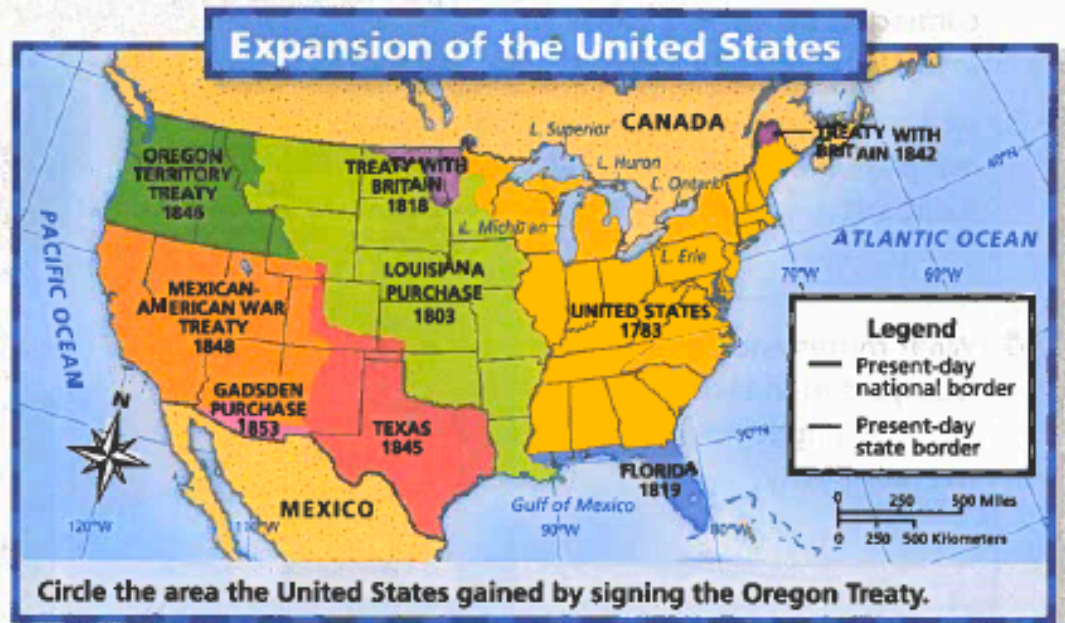 Expansion of the United States
CANADA
L. Superior
L. Huron
L. Ontario
L. Michigan
L. Erie
TREATY WITH
BRITAIN 1842
OREGON
TERRITORY
TREATY
1846
TREATY WITH
BRITAIN
1818
LOUISIANA
PURCHASE
1803
UNITED STATES
1783
MEXICAN-
AMERICAN WAR
TREATY
1848
GADSDEN
PURCHASE
1853
TEXAS
1845
FLORIDA
1819
PACIFIC OCEAN
ATLANTIC OCEAN
Gulf of Mexico
MEXICO
N
40°N
70°W
60°W
120°W
110°W
90°W
80°W
Legend
Present-day
national border
Present-day
state border
0 250 500 Miles
0 250 500 Kilometers
Circle the area the United States gained by signing the Oregon Treaty.